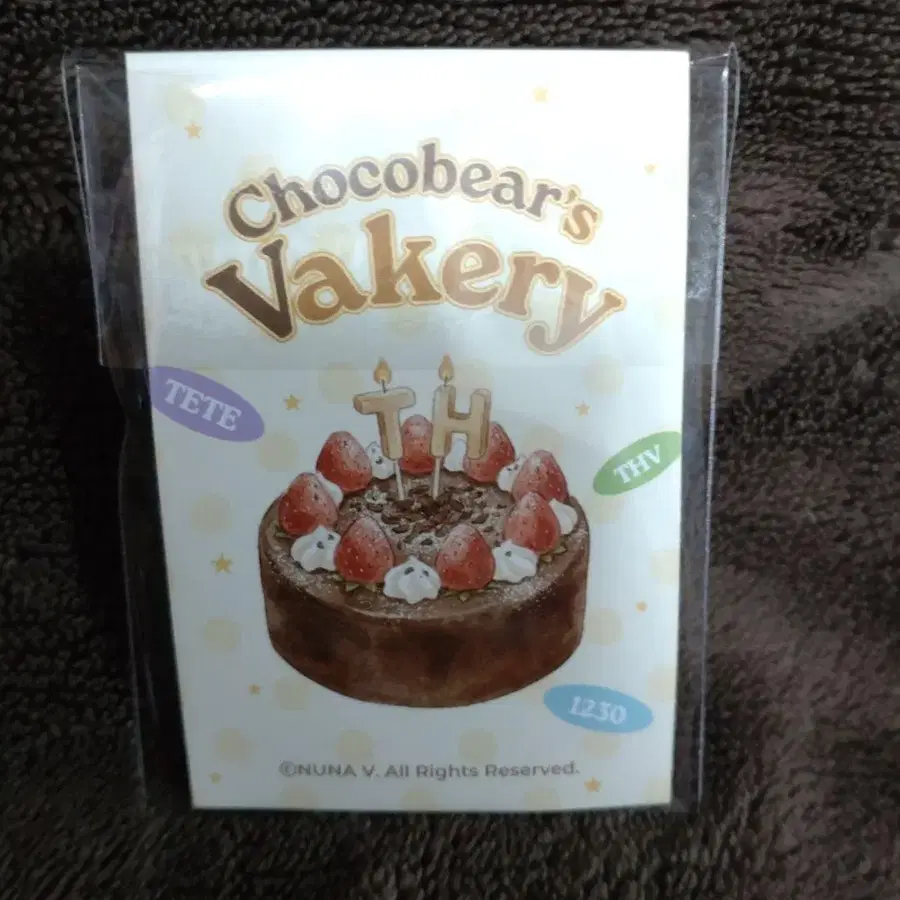 Chocobear's
Vakery
TH
TETE
THV
1230
©NUNA V. All Rights Reserved.